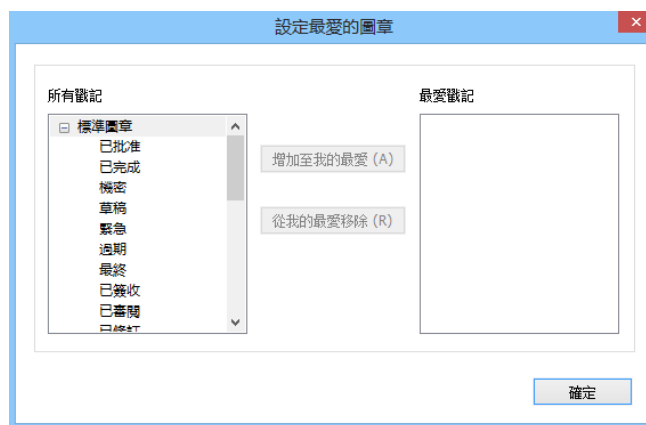 設定最愛的圖章
所有戳記
最愛戳記
標準圖章
已批准
已完成
機密
草稿
緊急
過期
最終
已簽收
已審閱
已修訂
增加至我的最愛 (A)
從我的最愛移除 (R)
確定